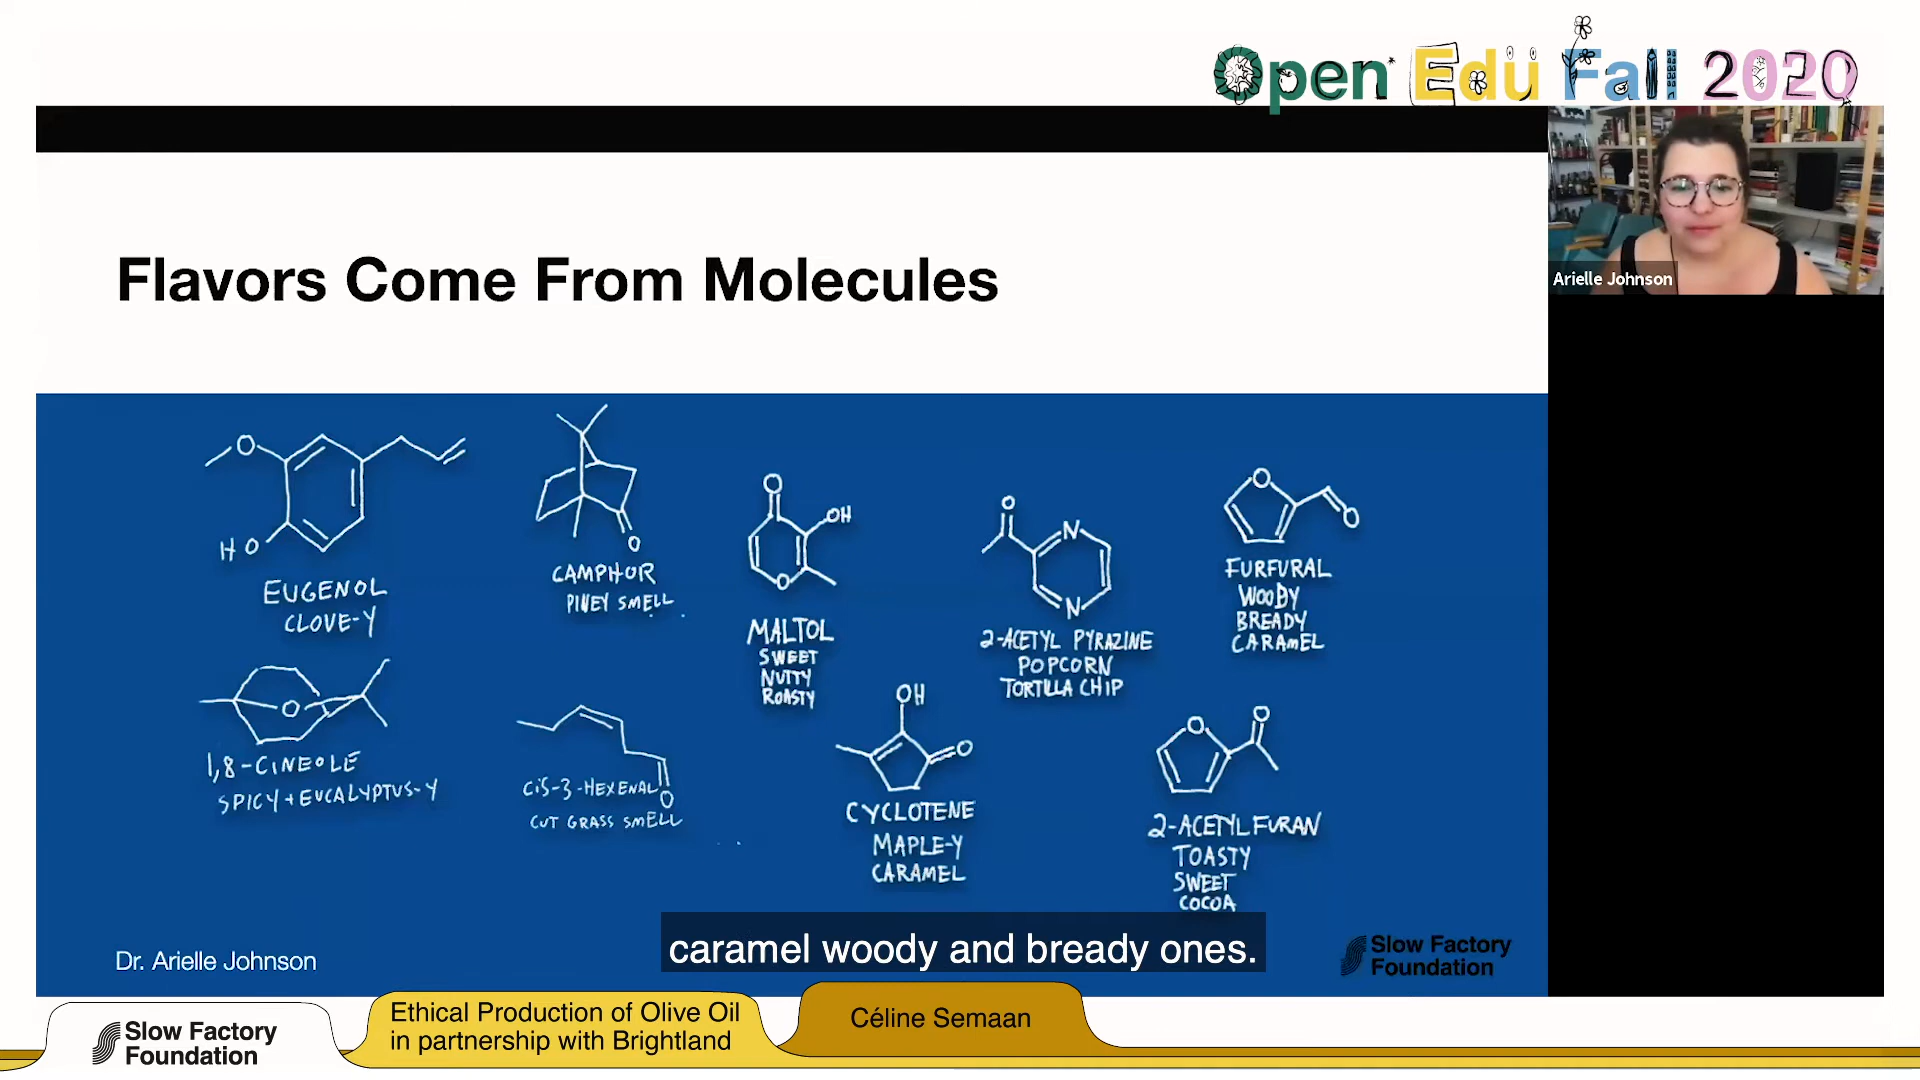 Open Edu Fall 2020
Flavors Come From Molecules
Arielle Johnson
O
HO
EUGENOL
CLOVE-Y
O
CAMPHOR
PINEY SMELL
O
OH
O
MALTOL
SWEET
NUTTY
ROASTY
O
N
N
2-ACETYL PYRAZINE
POPCORN
TORTILLA CHIP
O
O
FURFURAL
WOODY
BREADY
CARAMEL
O
1,8-CINEOLE
SPICY + EUCALYPTUS-Y
O
CIS-3-HEXENAL
CUT GRASS SMELL
OH
O
CYCLOTENE
MAPLE-Y
CARAMEL
O
O
2-ACETYLFURAN
TOASTY
SWEET
COCOA
caramel woody and bready ones.
Dr. Arielle Johnson
Slow Factory
Foundation
Slow Factory
Foundation
Ethical Production of Olive Oil
in partnership with Brightland
Céline Semaan